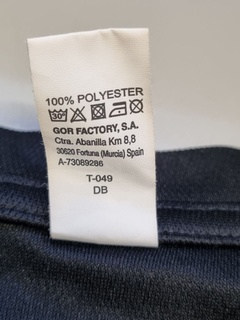 100% POLYESTER
30°
GOR FACTORY, S.A.
Ctra. Abanilla Km 8,8
30620 Fortuna (Murcia) Spain
A-73089286
T-049
DB